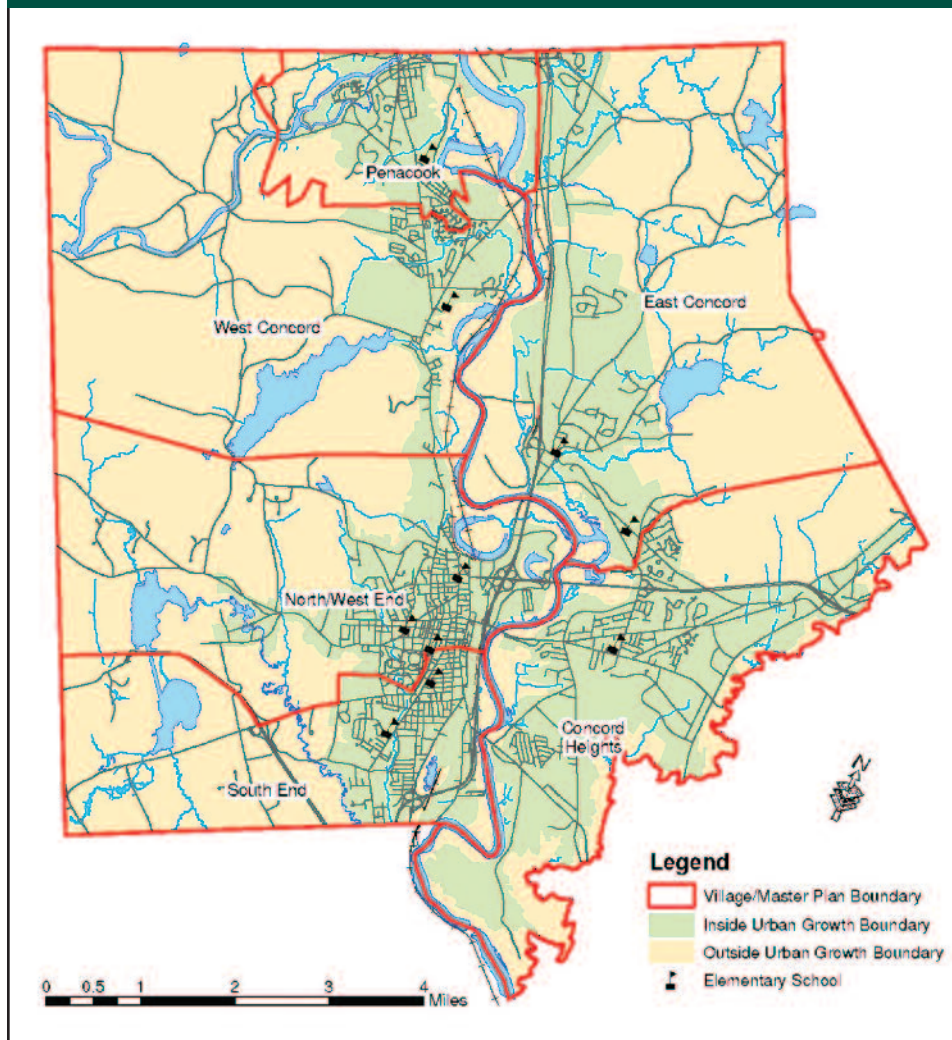 Penacook
West Concord
East Concord
North/West End
Concord
Heights
South End
N
Legend
Village/Master Plan Boundary
Inside Urban Growth Boundary
Outside Urban Growth Boundary
Elementary School
0 0.5 1 2 3 4
Miles